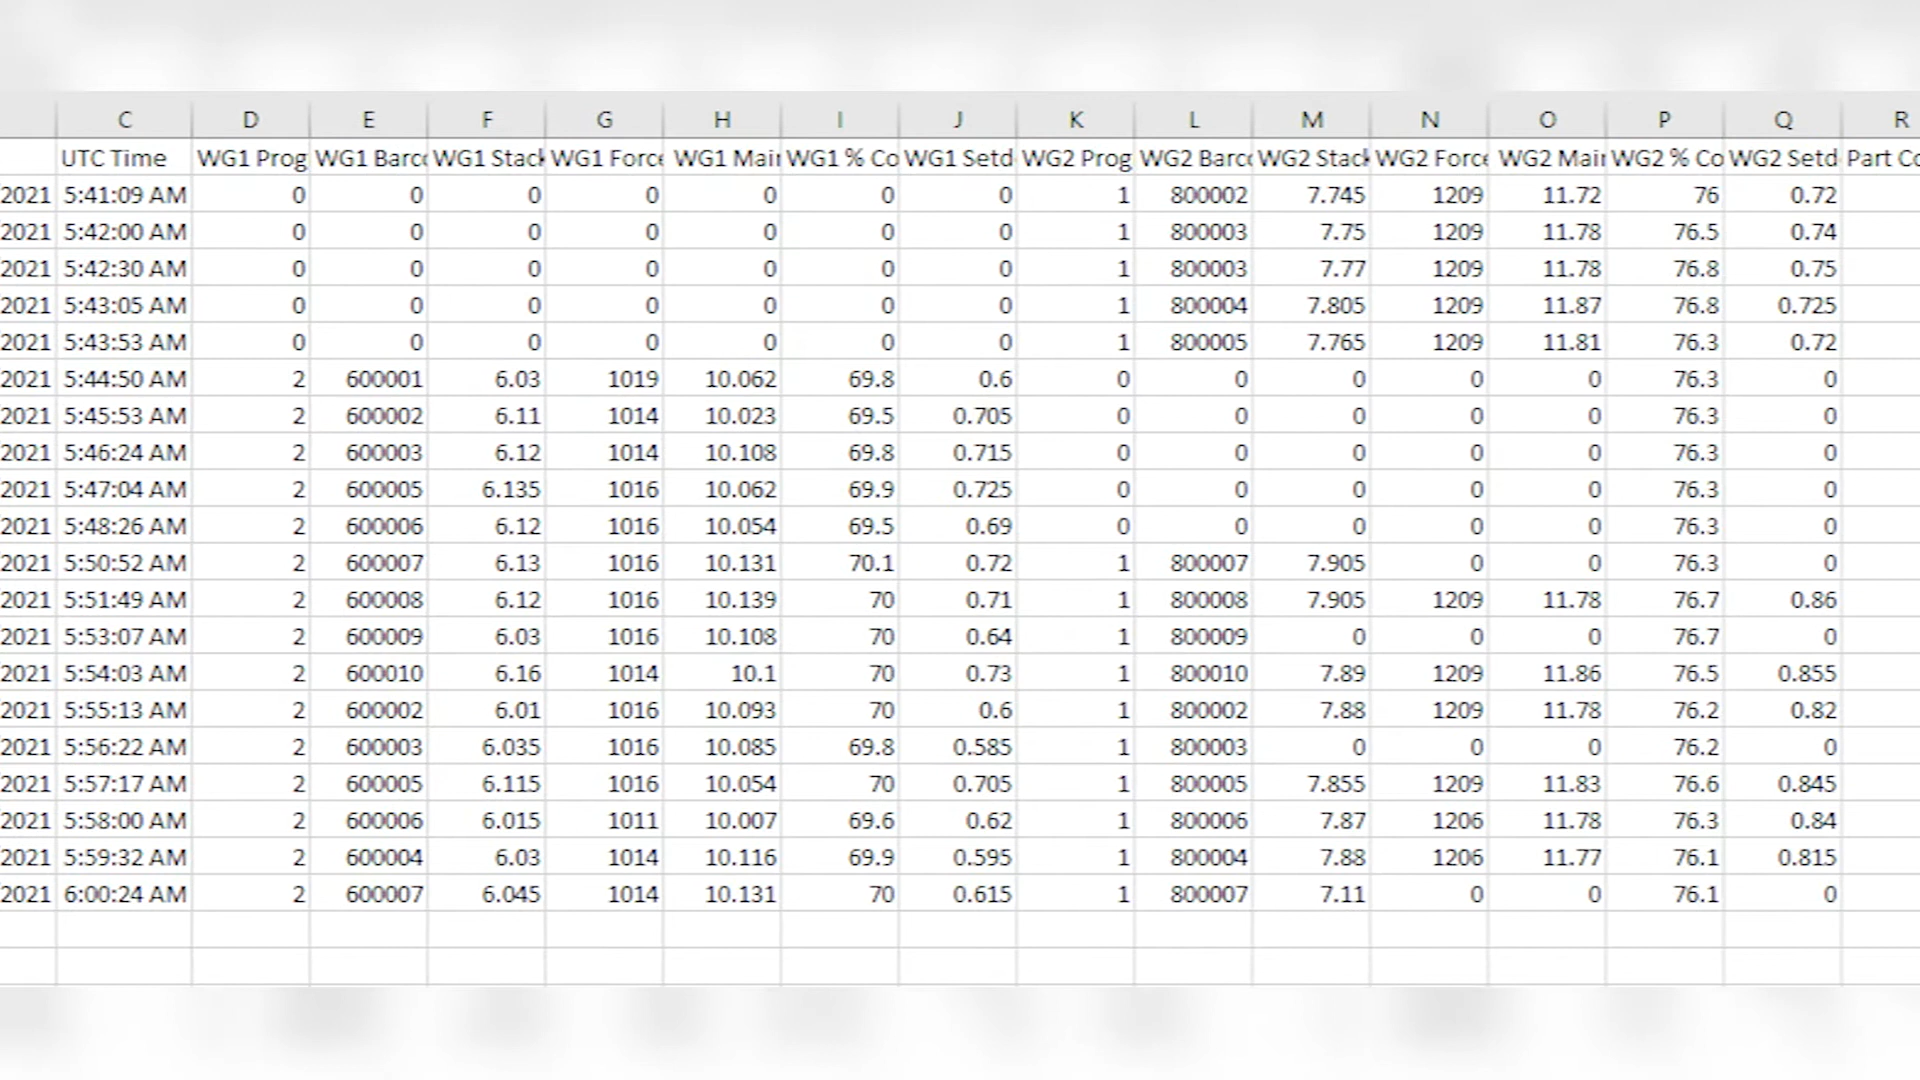 C D E F G H I J K L M N O P Q R
UTC Time WG1 Prog WG1 Barc WG1 Stack WG1 Force WG1 Mai WG1 % Co WG1 Setd WG2 Prog WG2 Barc WG2 Stack WG2 Force WG2 Mai WG2 % Co WG2 Setd Part Co
2021 5:41:09 AM 0 0 0 0 0 0 0 1 800002 7.745 1209 11.72 76 0.72
2021 5:42:00 AM 0 0 0 0 0 0 0 1 800003 7.75 1209 11.78 76.5 0.74
2021 5:42:30 AM 0 0 0 0 0 0 0 1 800003 7.77 1209 11.78 76.8 0.75
2021 5:43:05 AM 0 0 0 0 0 0 0 1 800004 7.805 1209 11.87 76.8 0.725
2021 5:43:53 AM 0 0 0 0 0 0 0 1 800005 7.765 1209 11.81 76.3 0.72
2021 5:44:50 AM 2 600001 6.03 1019 10.062 69.8 0.6 0 0 0 0 0 76.3 0
2021 5:45:53 AM 2 600002 6.11 1014 10.023 69.5 0.705 0 0 0 0 0 76.3 0
2021 5:46:24 AM 2 600003 6.12 1014 10.108 69.8 0.715 0 0 0 0 0 76.3 0
2021 5:47:04 AM 2 600005 6.135 1016 10.062 69.9 0.725 0 0 0 0 0 76.3 0
2021 5:48:26 AM 2 600006 6.12 1016 10.054 69.5 0.69 0 0 0 0 0 76.3 0
2021 5:50:52 AM 2 600007 6.13 1016 10.131 70.1 0.72 1 800007 7.905 0 0 76.3 0
2021 5:51:49 AM 2 600008 6.12 1016 10.139 70 0.71 1 800008 7.905 1209 11.78 76.7 0.86
2021 5:53:07 AM 2 600009 6.03 1016 10.108 70 0.64 1 800009 0 0 0 76.7 0
2021 5:54:03 AM 2 600010 6.16 1014 10.1 70 0.73 1 800010 7.89 1209 11.86 76.5 0.855
2021 5:55:13 AM 2 600002 6.01 1016 10.093 70 0.6 1 800002 7.88 1209 11.78 76.2 0.82
2021 5:56:22 AM 2 600003 6.035 1016 10.085 69.8 0.585 1 800003 0 0 0 76.2 0
2021 5:57:17 AM 2 600005 6.115 1016 10.054 70 0.705 1 800005 7.855 1209 11.83 76.6 0.845
2021 5:58:00 AM 2 600006 6.015 1011 10.007 69.6 0.62 1 800006 7.87 1206 11.78 76.3 0.84
2021 5:59:32 AM 2 600004 6.03 1014 10.116 69.9 0.595 1 800004 7.88 1206 11.77 76.1 0.815
2021 6:00:24 AM 2 600007 6.045 1014 10.131 70 0.615 1 800007 7.11 0 0 76.1 0